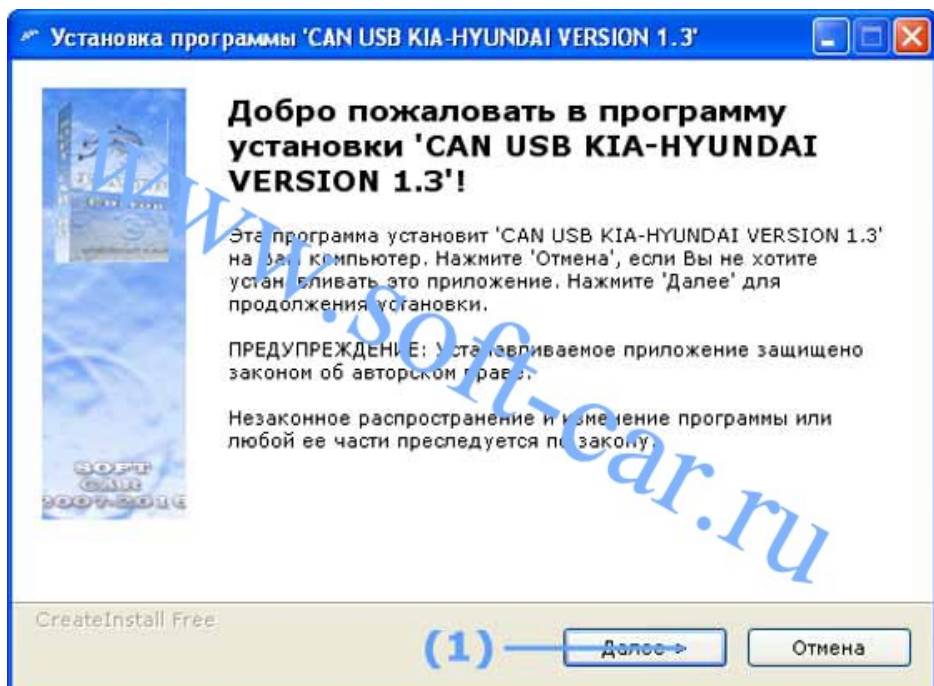 Установка программы 'CAN USB KIA-HYUNDAI VERSION 1.3'
Добро пожаловать в программу
установки 'CAN USB KIA-HYUNDAI
VERSION 1.3'!
Эта программа установит 'CAN USB KIA-HYUNDAI VERSION 1.3'
на Ваш компьютер. Нажмите 'Отмена', если Вы не хотите
устанавливать это приложение. Нажмите 'Далее' для
продолжения установки.
ПРЕДУПРЕЖДЕНИЕ: Устанавливаемое приложение защищено
законом об авторском праве.
Незаконное распространение и изменение программы или
любой ее части преследуется по закону.
www.soft-car.ru
SOFT
CAR
2007-2016
CreateInstall Free
(1)
Далее >
Отмена